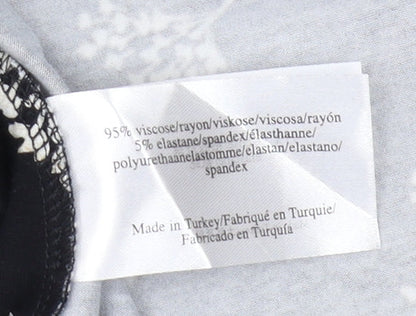 95% viscose/rayon/viskose/viscosa/rayón
5% elastane/spandex/élasthanne/
polyurethaanelastomme/elastan/elastano/
spandex
Made in Turkey/Fabriqué en Turquie/
Fabricado en Turquía